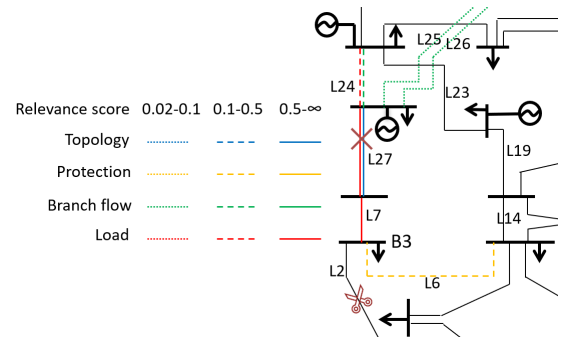 L25
L26
L24
Relevance score 0.02-0.1 0.1-0.5 0.5-∞
L23
Topology
L27
L19
Protection
Branch flow
L7
L14
Load
B3
L2
L6